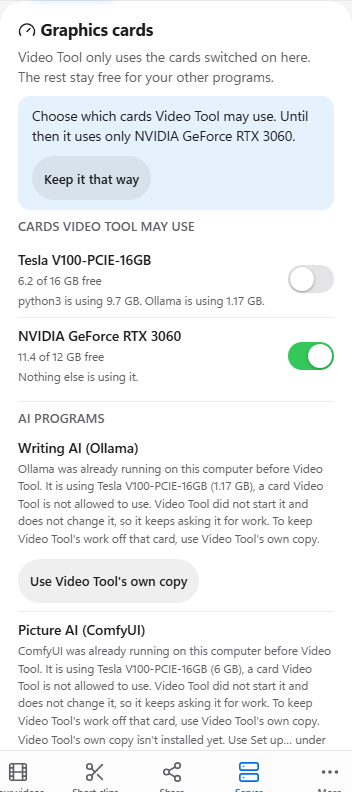 Graphics cards
Video Tool only uses the cards switched on here.
The rest stay free for your other programs.
Choose which cards Video Tool may use. Until
then it uses only NVIDIA GeForce RTX 3060.
Keep it that way
CARDS VIDEO TOOL MAY USE
Tesla V100-PCIE-16GB
6.2 of 16 GB free
python3 is using 9.7 GB. Ollama is using 1.17 GB.
NVIDIA GeForce RTX 3060
11.4 of 12 GB free
Nothing else is using it.
AI PROGRAMS
Writing AI (Ollama)
Ollama was already running on this computer before Video
Tool. It is using Tesla V100-PCIE-16GB (1.17 GB), a card Video
Tool is not allowed to use. Video Tool did not start it and
does not change it, so it keeps asking it for work. To keep
Video Tool's work off that card, use Video Tool's own copy.
Use Video Tool's own copy
Picture AI (ComfyUI)
ComfyUI was already running on this computer before Video
Tool. It is using Tesla V100-PCIE-16GB (6 GB), a card Video
Tool is not allowed to use. Video Tool did not start it and
does not change it, so it keeps asking it for work. To keep
Video Tool's work off that card, use Video Tool's own copy.
Video Tool's own copy isn't installed yet. Use Set up... under